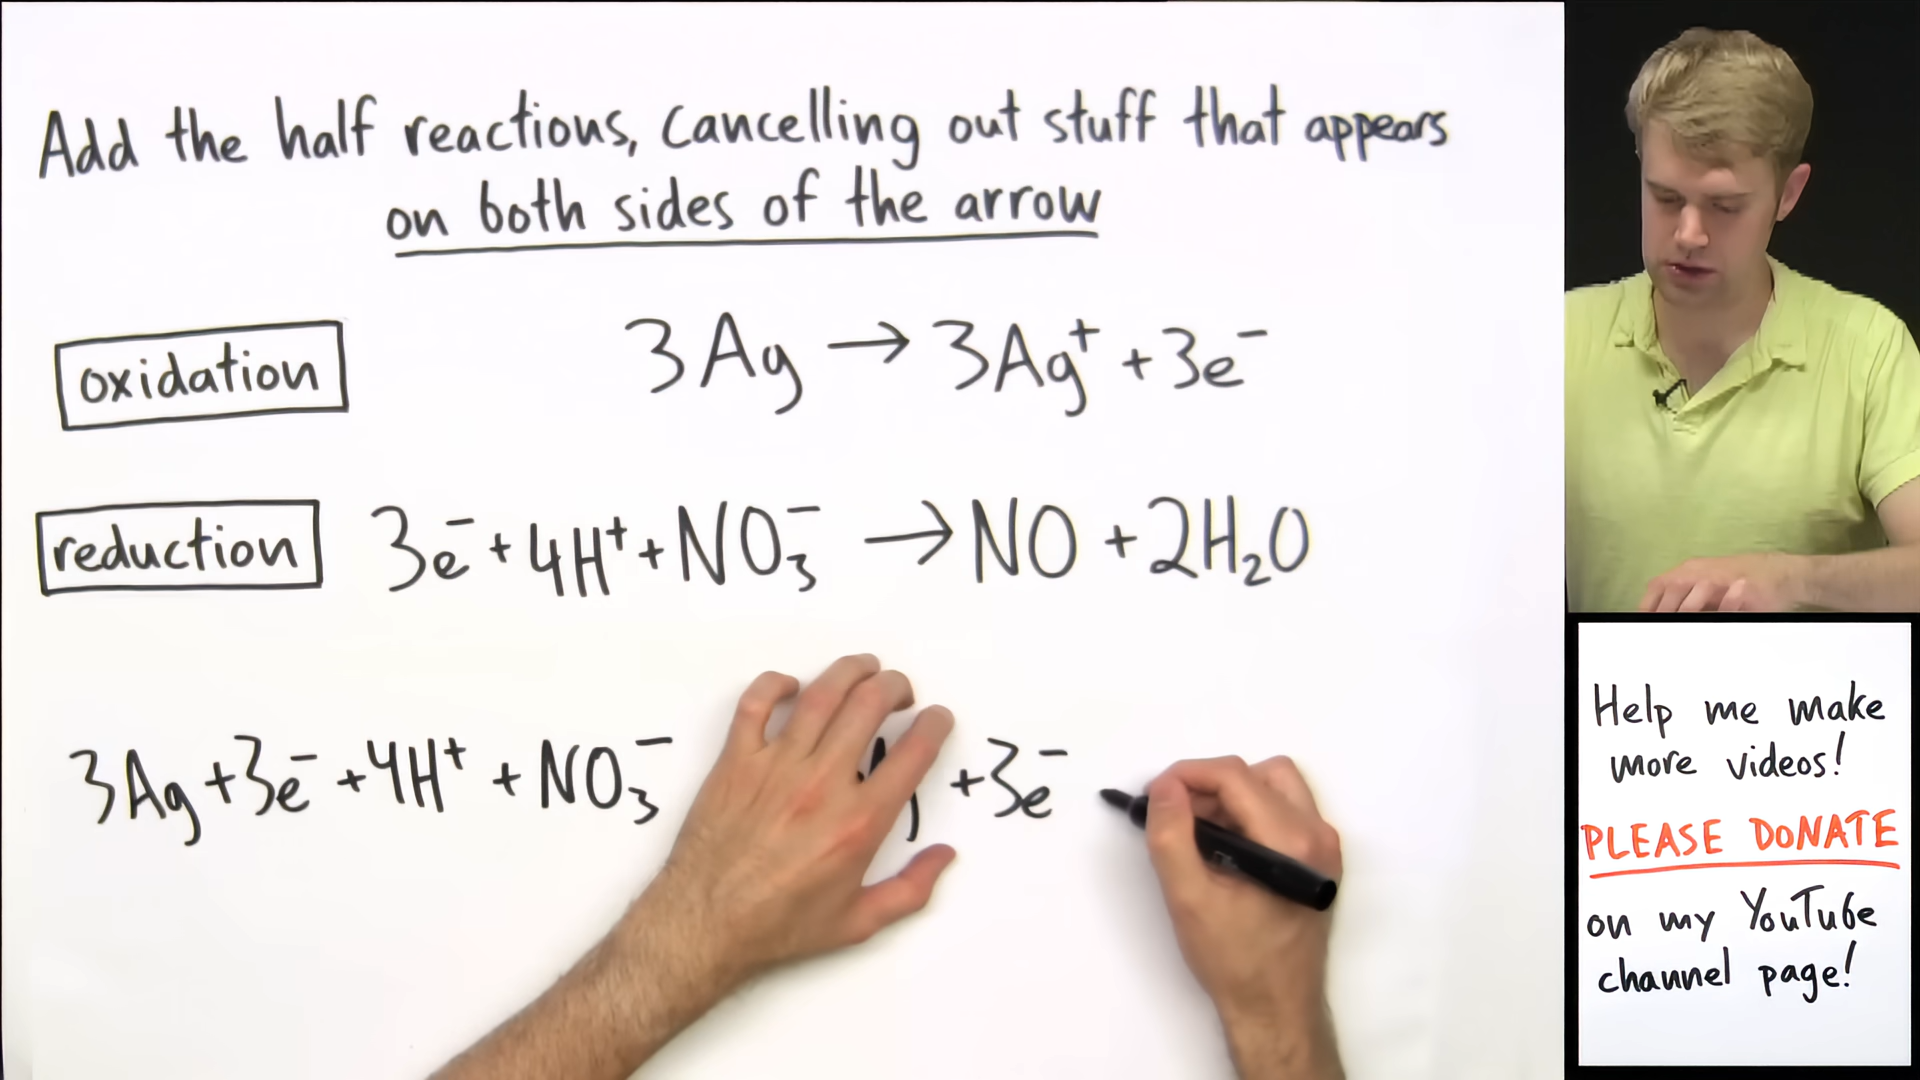 Add the half reactions, cancelling out stuff that appears
on both sides of the arrow
oxidation
3Ag → 3Ag⁺ + 3e⁻
reduction
3e⁻ + 4H⁺ + NO₃⁻ → NO + 2H₂O
3Ag + 3e⁻ + 4H⁺ + NO₃⁻ + 3e⁻
Help me make
more videos!
PLEASE DONATE
on my YouTube
channel page!